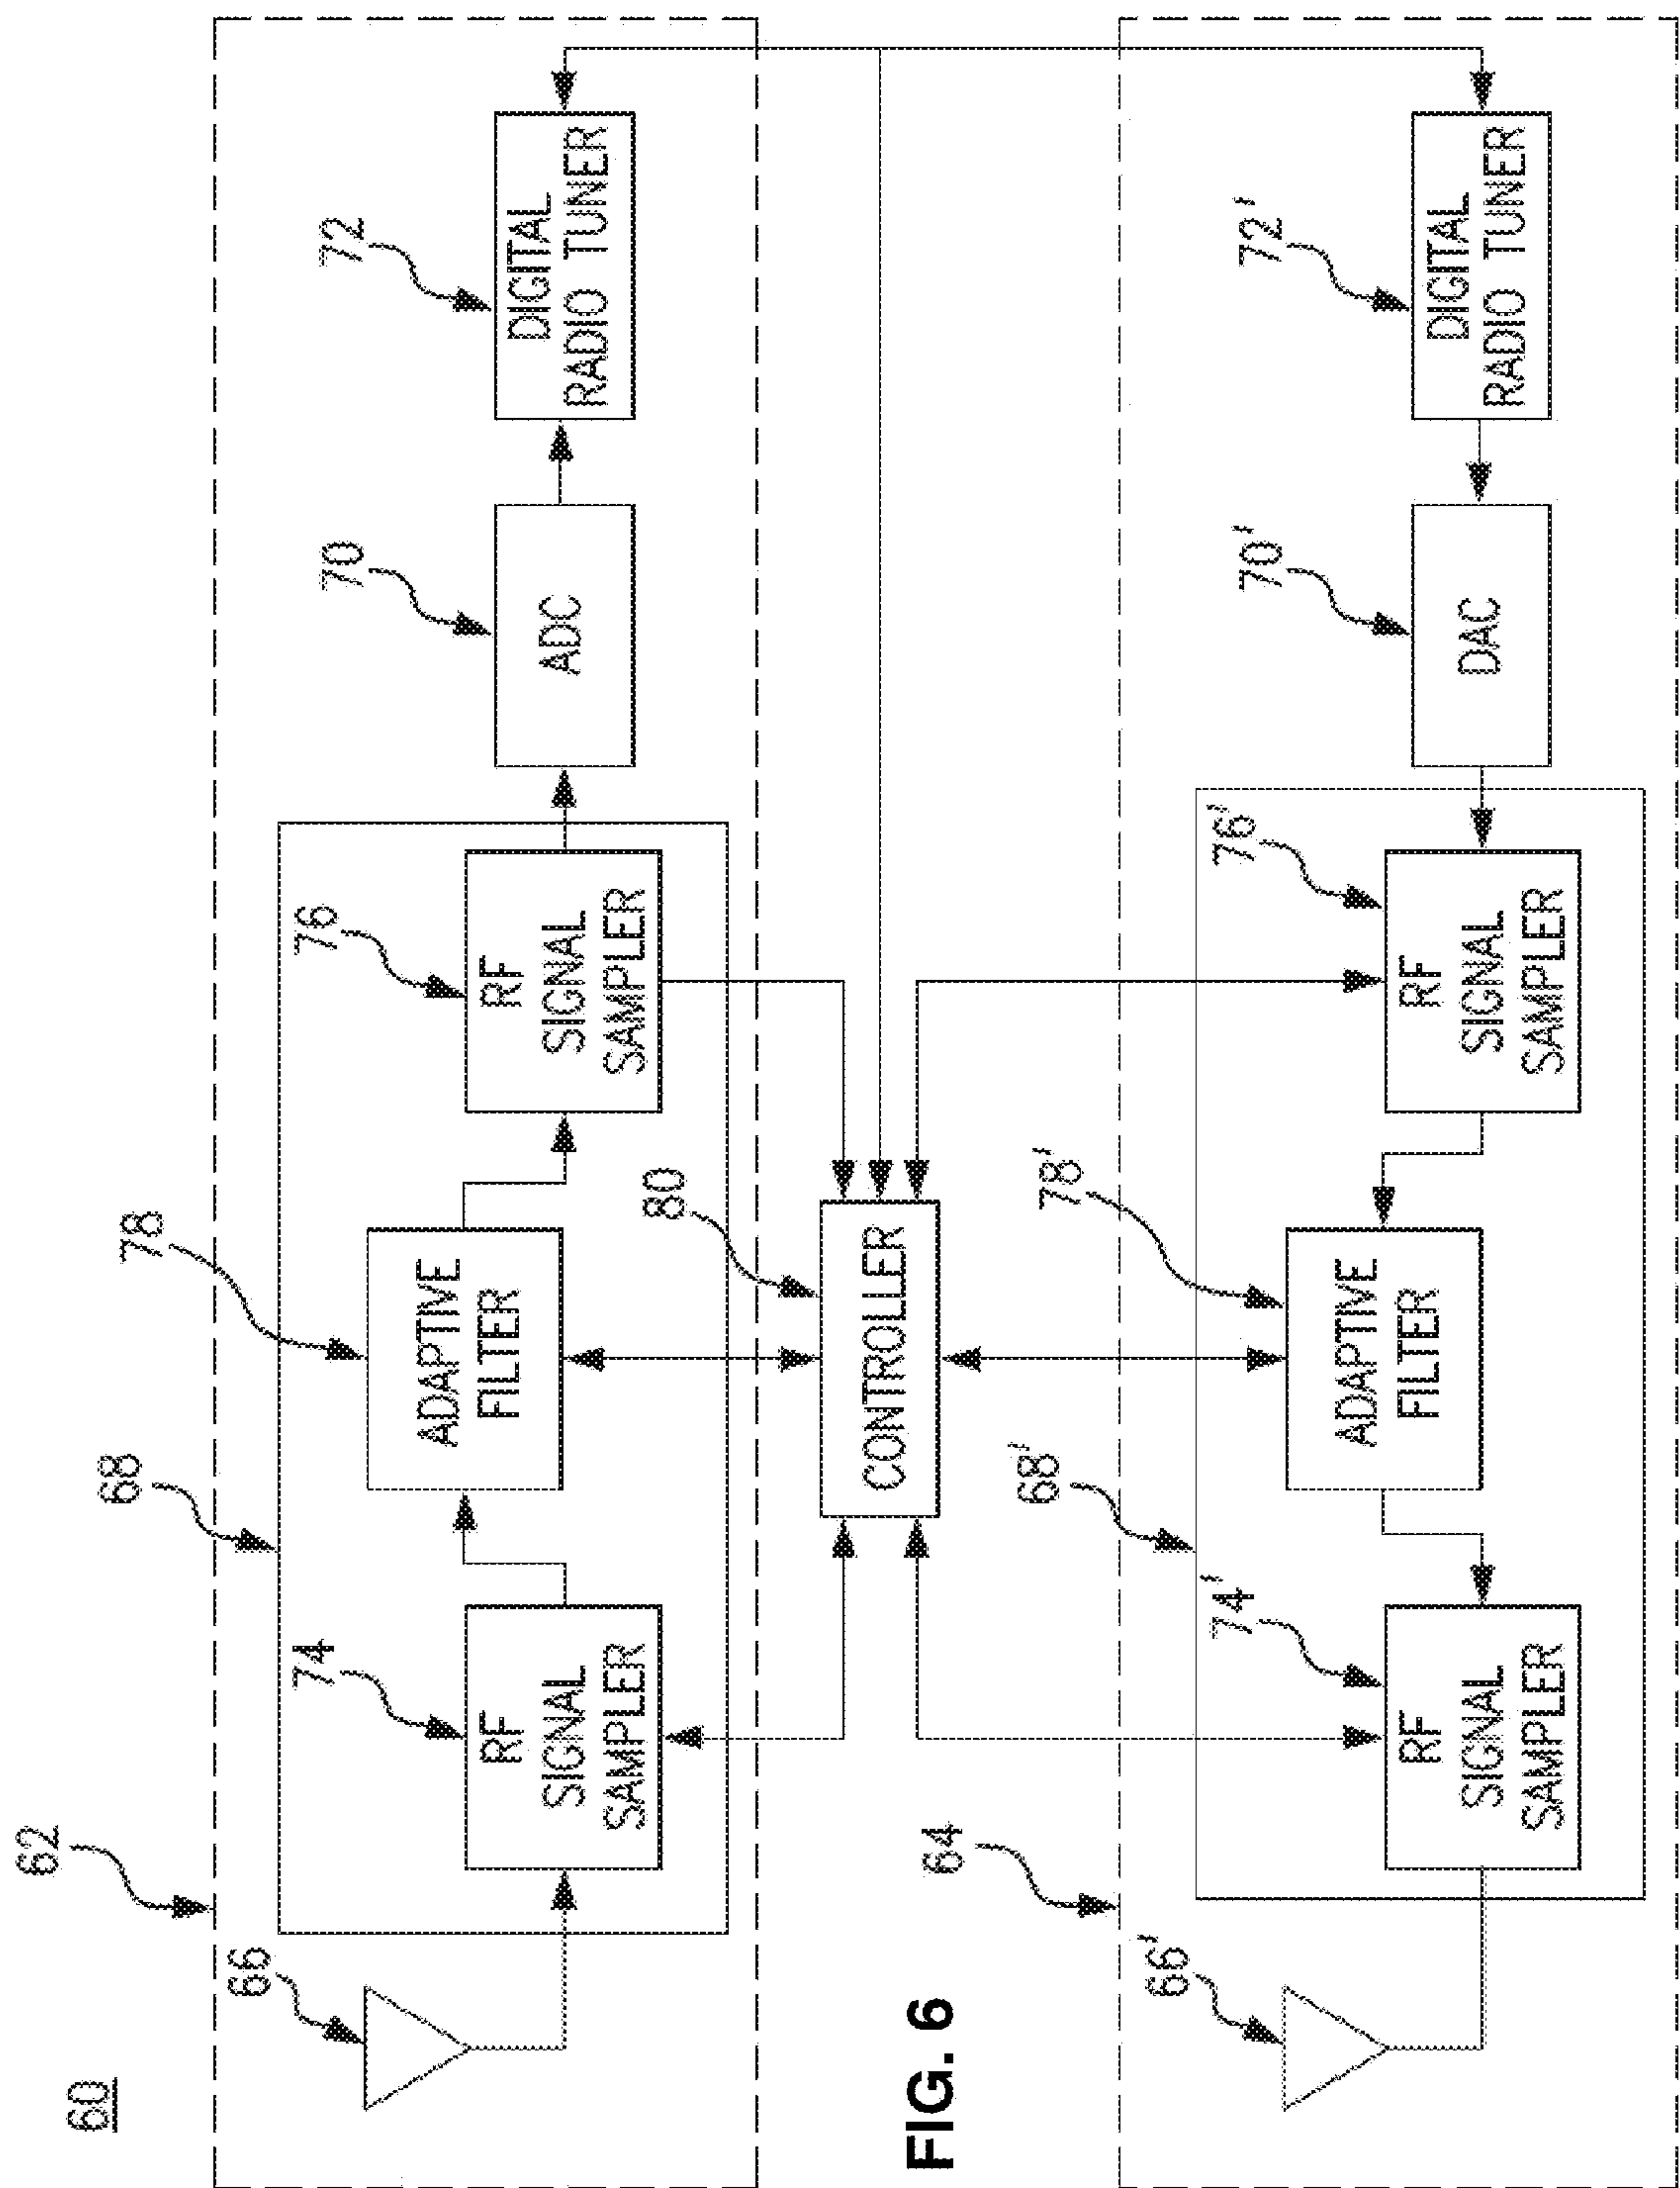 60
62
66
68
74
RF
SIGNAL
SAMPLER
78
ADAPTIVE
FILTER
76
RF
SIGNAL
SAMPLER
70
ADC
72
DIGITAL
RADIO TUNER
80
CONTROLLER
FIG. 6
64
66'
68'
74'
RF
SIGNAL
SAMPLER
78'
ADAPTIVE
FILTER
76'
RF
SIGNAL
SAMPLER
70'
DAC
72'
DIGITAL
RADIO TUNER